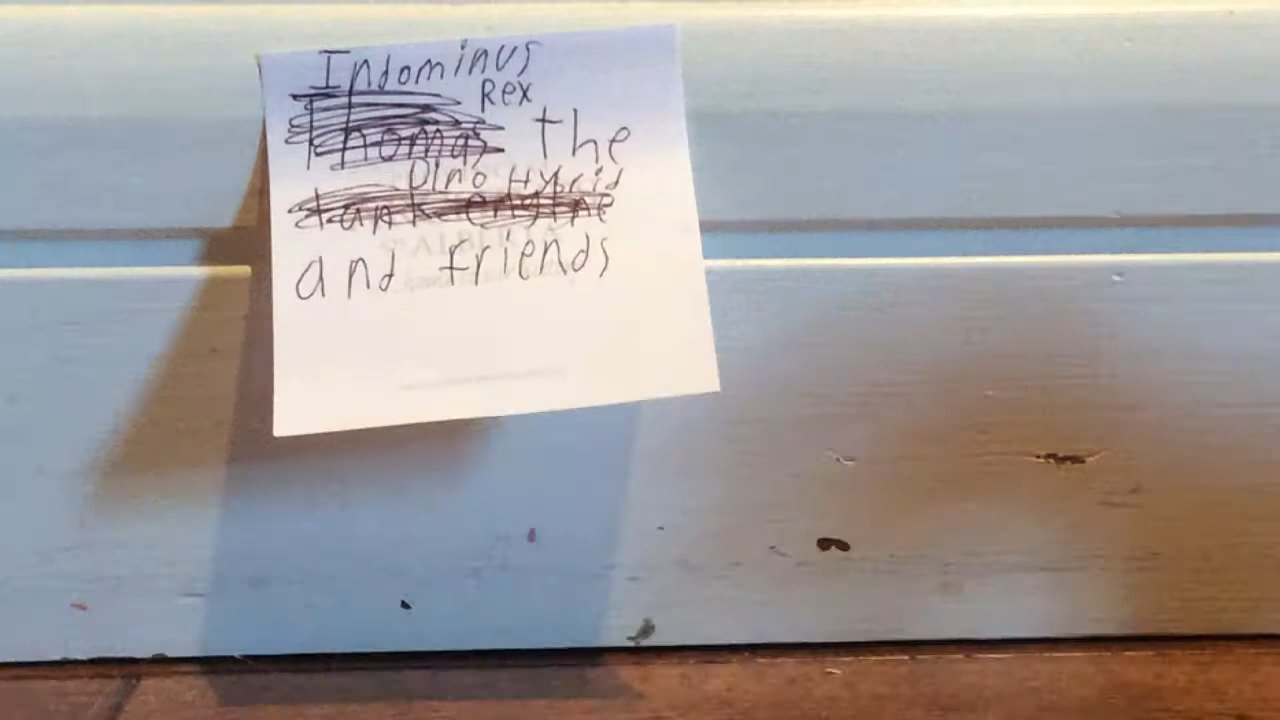 Indominus
Rex
Thomas the
Dino Hybrid
tank engine
and friends